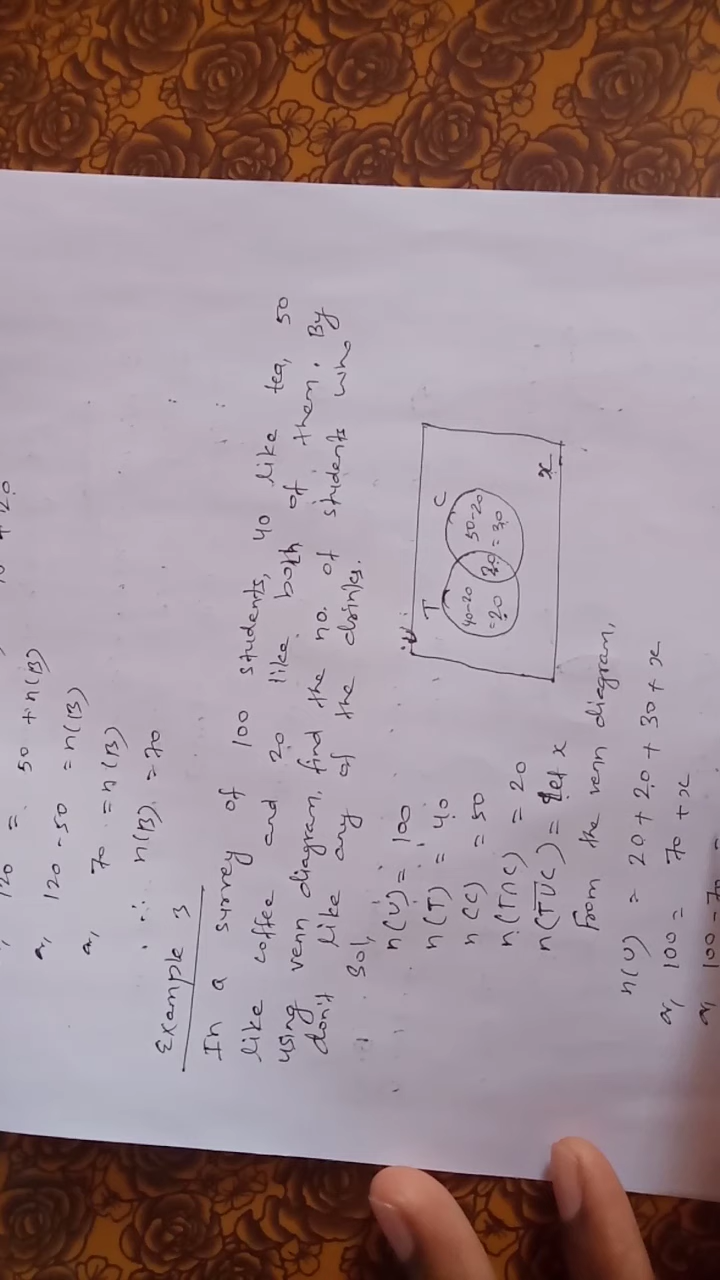 120 = 50 + n(B)
or, 120 - 50 = n(B)
or, 70 = n(B)
∴ n(B) = 70
Example 3
In a survey of 100 students, 40 like tea, 50
like coffee and 20 like both of them. By
using venn diagram, find the no. of students who
don't like any of the drinks.
Sol,
n(U) = 100
n(T) = 40
n(C) = 50
n(T∩C) = 20
n(T̅U̅C̅) = let x
U
T
C
40-20
=20
20
50-20
=30
x
From the venn diagram,
n(U) = 20 + 20 + 30 + x
or, 100 = 70 + x
or, 100 - 70 =